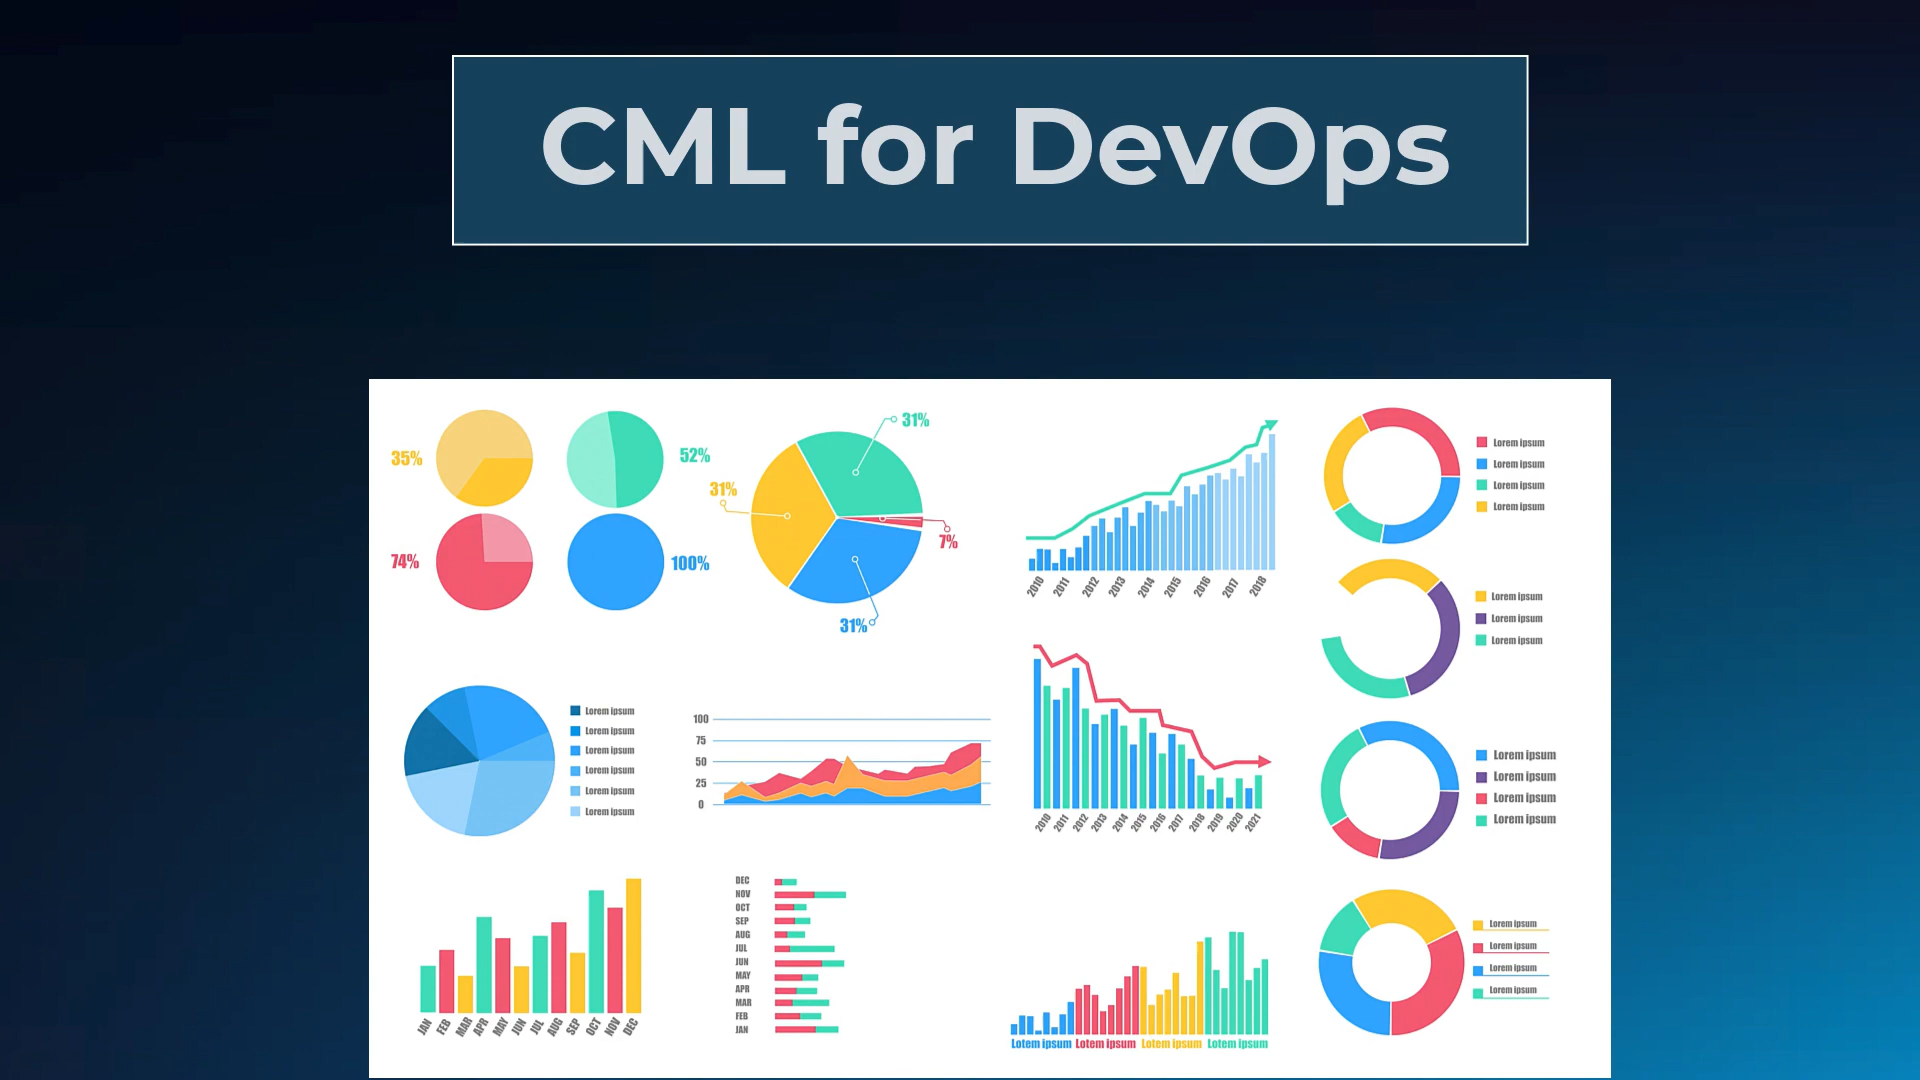 CML for DevOps
35%
52%
74%
100%
31%
31%
7%
31%
2010 2011 2012 2013 2014 2015 2016 2017 2018
Lorem ipsum
Lorem ipsum
Lorem ipsum
Lorem ipsum
Lorem ipsum
Lorem ipsum
Lorem ipsum
Lorem ipsum
Lorem ipsum
Lorem ipsum
Lorem ipsum
Lorem ipsum
Lorem ipsum
100
75
50
25
0
2010 2011 2012 2013 2014 2015 2016 2017 2018 2019 2020 2021
Lorem ipsum
Lorem ipsum
Lorem ipsum
Lorem ipsum
JAN FEB MAR APR MAY JUN JUL AUG SEP OCT NOV DEC
DEC
NOV
OCT
SEP
AUG
JUL
JUN
MAY
APR
MAR
FEB
JAN
Lotem ipsum Lotem ipsum Lotem ipsum Lotem ipsum
Lorem ipsum
Lorem ipsum
Lorem ipsum
Lorem ipsum